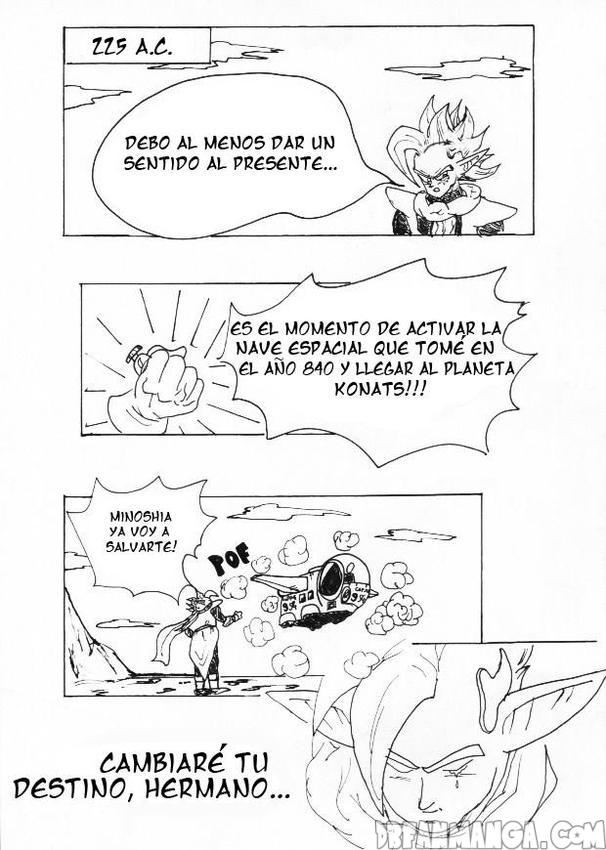 225 A.C.
DEBO AL MENOS DAR UN
SENTIDO AL PRESENTE...
ES EL MOMENTO DE ACTIVAR LA
NAVE ESPACIAL QUE TOMÉ EN
EL AÑO 840 Y LLEGAR AL PLANETA
KONATS!!!
MINOSHIA
YA VOY A
SALVARTE!
POF
CAMBIARÉ TU
DESTINO, HERMANO...
DBFANMANGA.COM